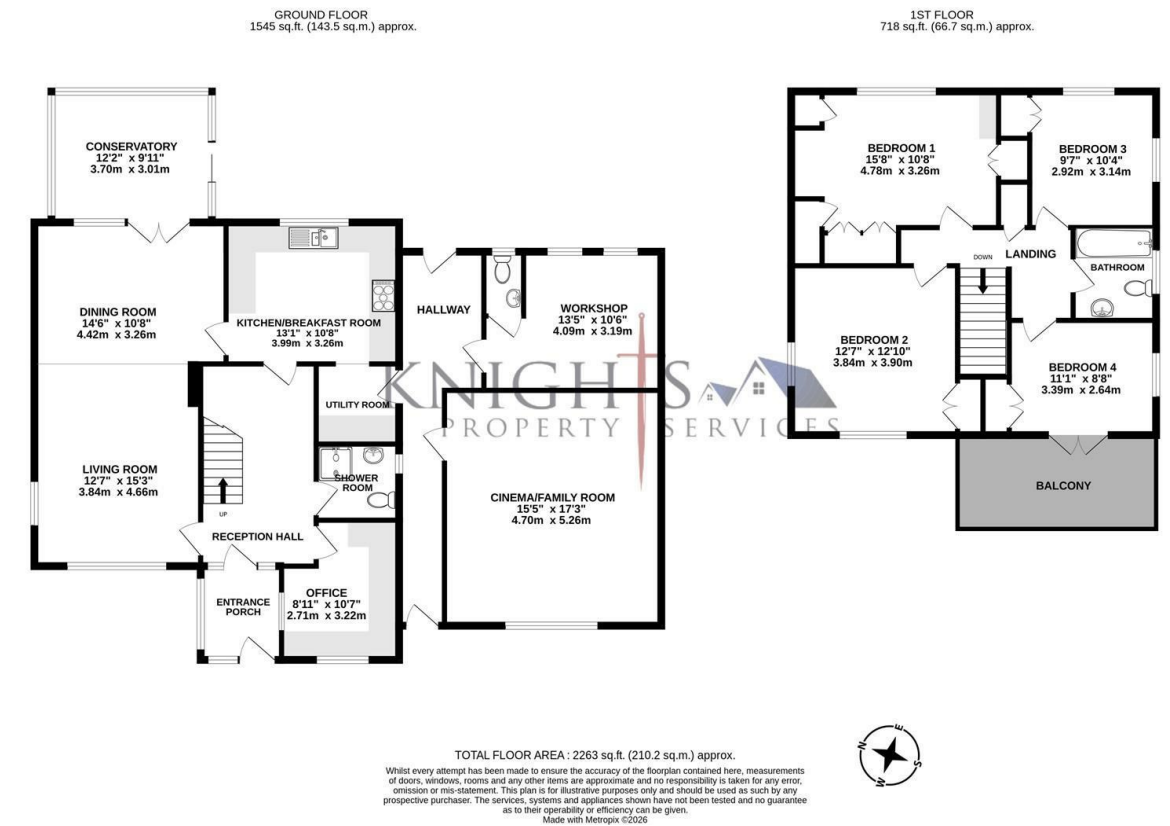 GROUND FLOOR
1545 sq.ft. (143.5 sq.m.) approx.
1ST FLOOR
718 sq.ft. (66.7 sq.m.) approx.
CONSERVATORY
12'2" x 9'11"
3.70m x 3.01m
DINING ROOM
14'6" x 10'8"
4.42m x 3.26m
KITCHEN/BREAKFAST ROOM
13'1" x 10'8"
3.99m x 3.26m
HALLWAY
WORKSHOP
13'5" x 10'6"
4.09m x 3.19m
UTILITY ROOM
LIVING ROOM
12'7" x 15'3"
3.84m x 4.66m
SHOWER
ROOM
UP
RECEPTION HALL
CINEMA/FAMILY ROOM
15'5" x 17'3"
4.70m x 5.26m
ENTRANCE
PORCH
OFFICE
8'11" x 10'7"
2.71m x 3.22m
BEDROOM 1
15'8" x 10'8"
4.78m x 3.26m
BEDROOM 3
9'7" x 10'4"
2.92m x 3.14m
DOWN
LANDING
BATHROOM
BEDROOM 2
12'7" x 12'10"
3.84m x 3.90m
BEDROOM 4
11'1" x 8'8"
3.39m x 2.64m
BALCONY
KNIGHTS
PROPERTY SERVICES
TOTAL FLOOR AREA : 2263 sq.ft. (210.2 sq.m.) approx.
Whilst every attempt has been made to ensure the accuracy of the floorplan contained here, measurements
of doors, windows, rooms and any other items are approximate and no responsibility is taken for any error,
omission or mis-statement. This plan is for illustrative purposes only and should be used as such by any
prospective purchaser. The services, systems and appliances shown have not been tested and no guarantee
as to their operability or efficiency can be given.
Made with Metropix ©2026
N
E
S
W